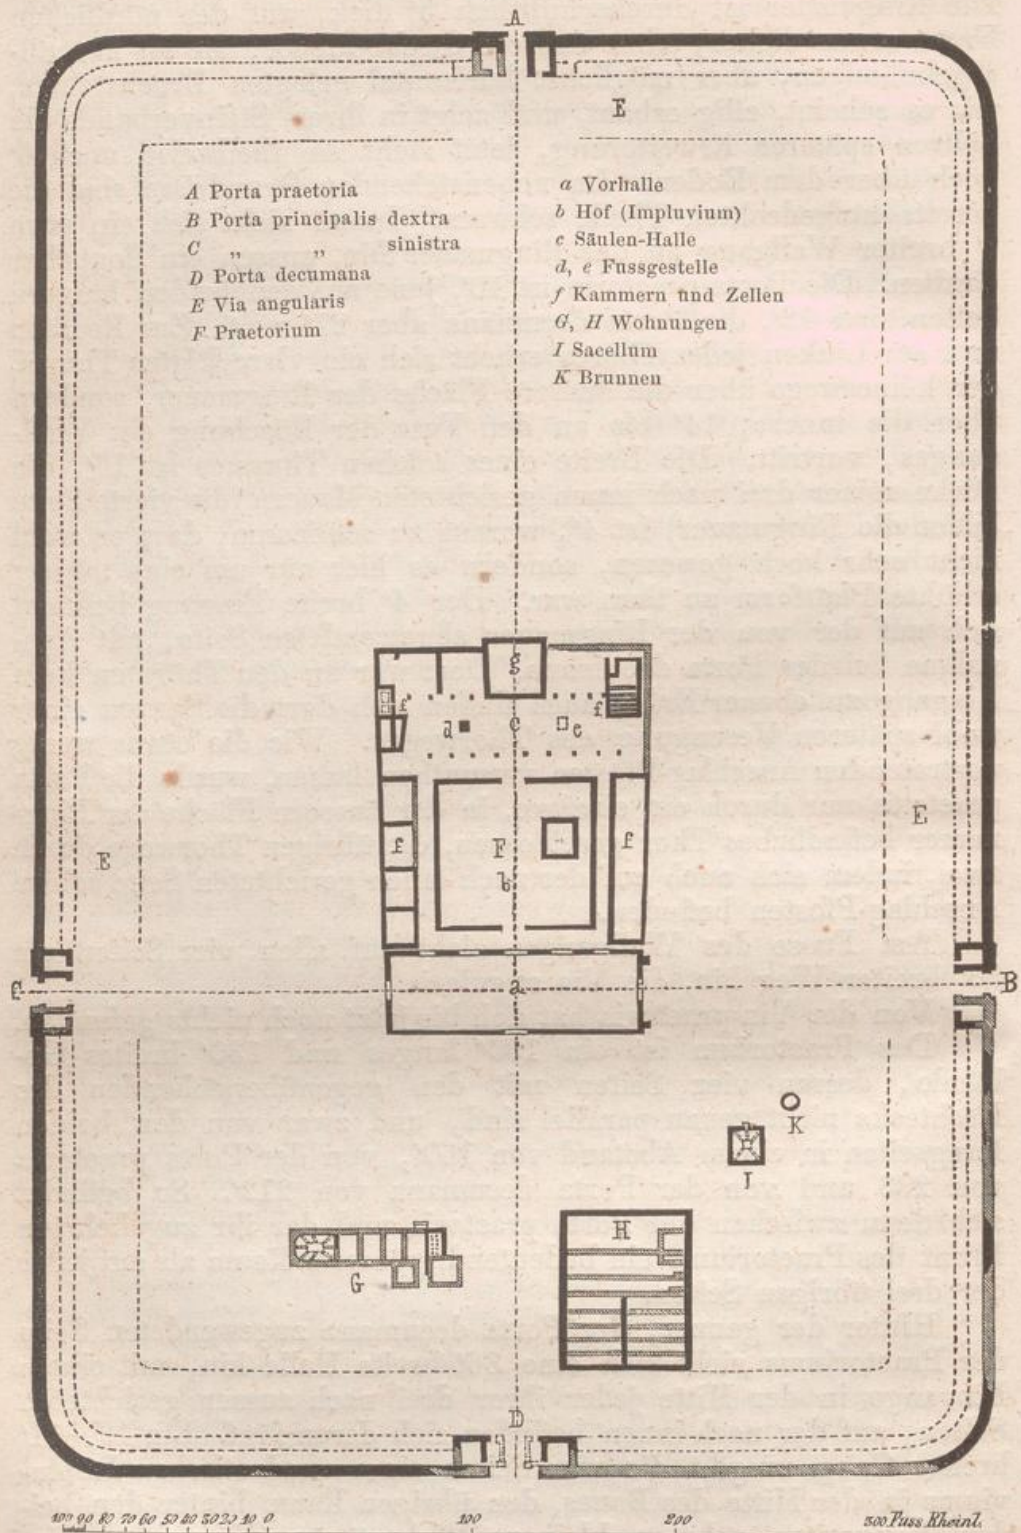 A
E
A Porta praetoria
B Porta principalis dextra
C „ „ sinistra
D Porta decumana
E Via angularis
F Praetorium
a Vorhalle
b Hof (Impluvium)
c Säulen-Halle
d, e Fussgestelle
f Kammern und Zellen
G, H Wohnungen
I Sacellum
K Brunnen
g
f
f
d
c
e
E
E
f
F
f
b
C
a
B
K
I
H
G
D
100 90 80 70 60 50 40 30 20 10 0 100 200 300 Fuss Rheinl.